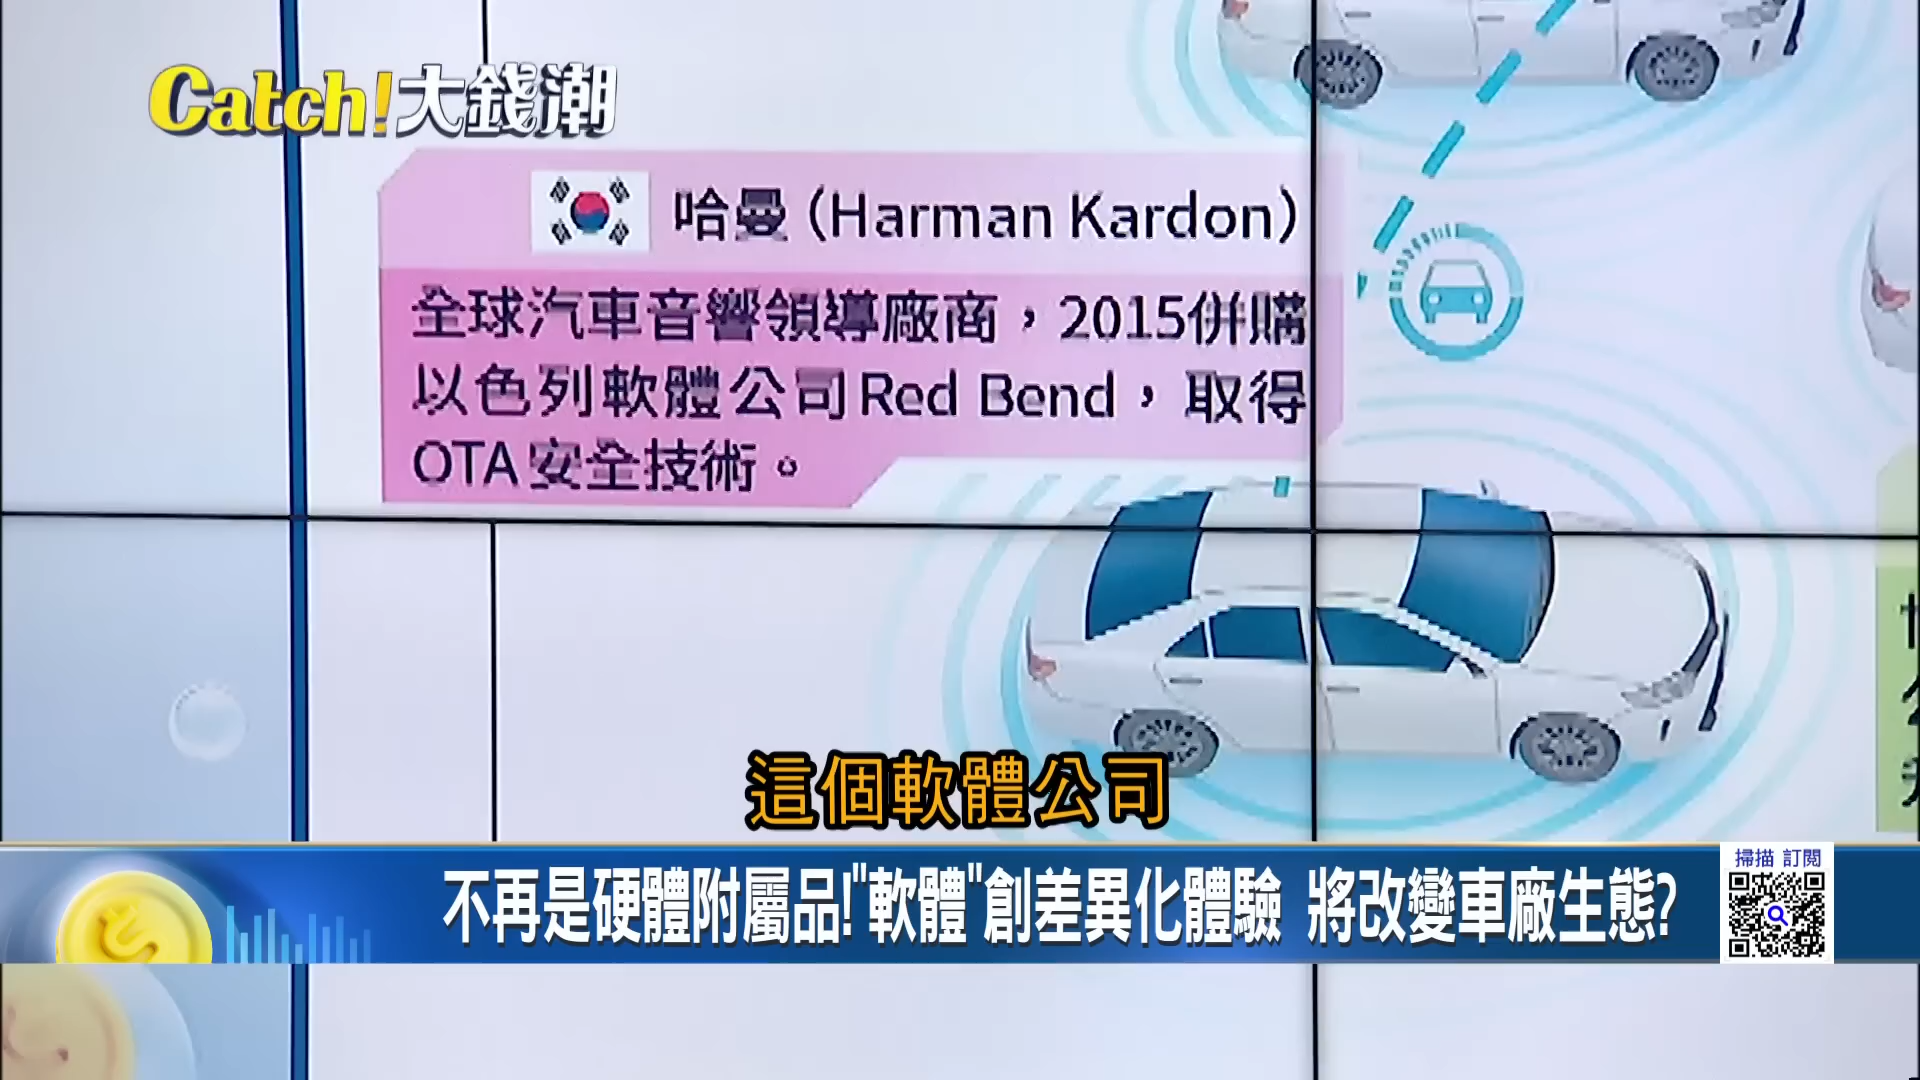 Catch!大錢潮
哈曼（Harman Kardon）
全球汽車音響領導廠商，2015併購
以色列軟體公司Red Bend，取得
OTA安全技術。
這個軟體公司
不再是硬體附屬品!"軟體"創差異化體驗 將改變車廠生態?
掃描 訂閱